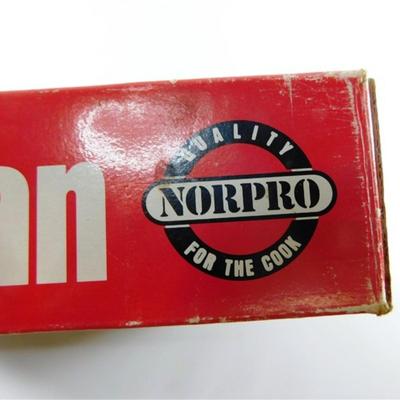 an
QUALITY
NORPRO
FOR THE COOK